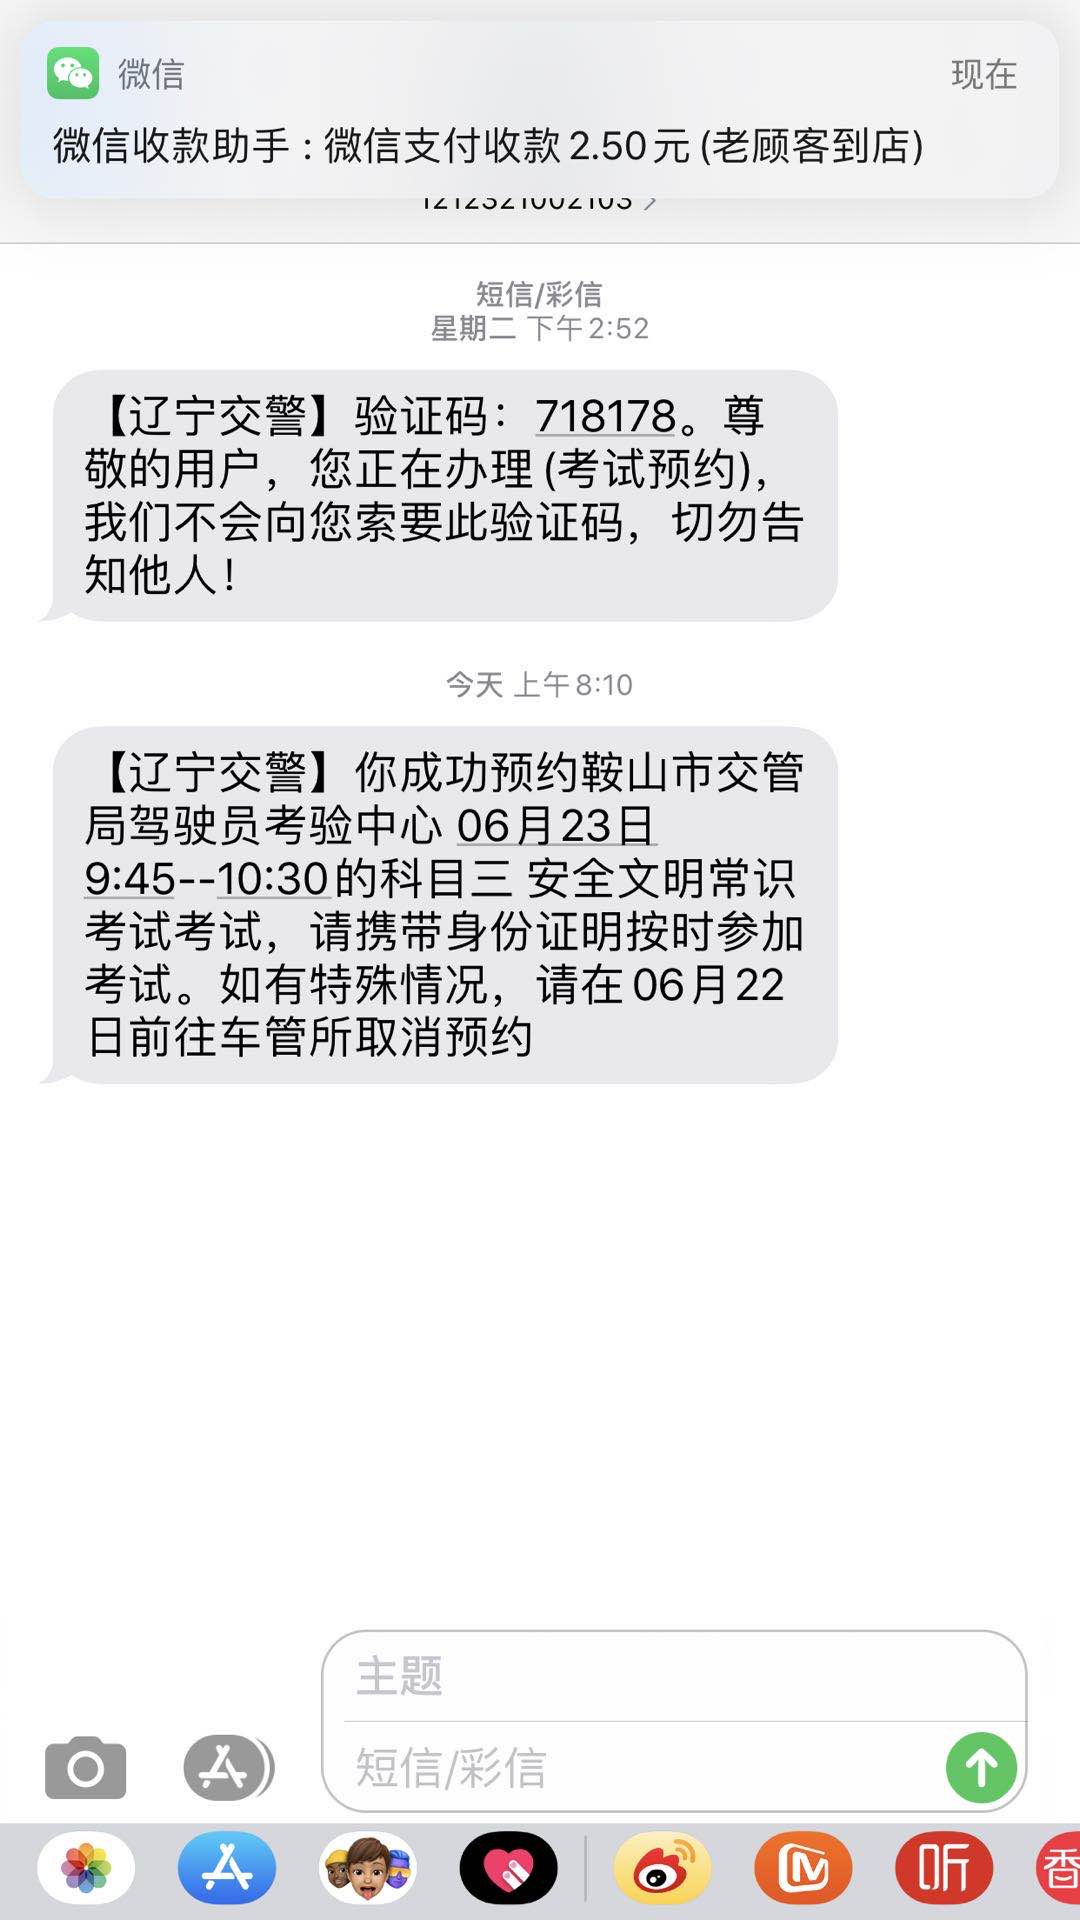 微信
现在
微信收款助手：微信支付收款2.50元(老顾客到店)
1212321002103
短信/彩信
星期二 下午2:52
【辽宁交警】验证码：718178。尊
敬的用户，您正在办理(考试预约)，
我们不会向您索要此验证码，切勿告
知他人！
今天 上午8:10
【辽宁交警】你成功预约鞍山市交管
局驾驶员考验中心 06月23日
9:45--10:30的科目三 安全文明常识
考试考试，请携带身份证明按时参加
考试。如有特殊情况，请在06月22
日前往车管所取消预约
主题
短信/彩信
听
香